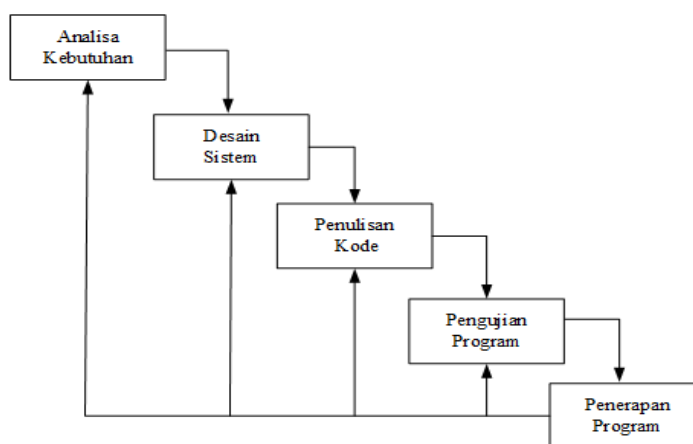 Analisa
Kebutuhan
Desain
Sistem
Penulisan
Kode
Pengujian
Program
Penerapan
Program